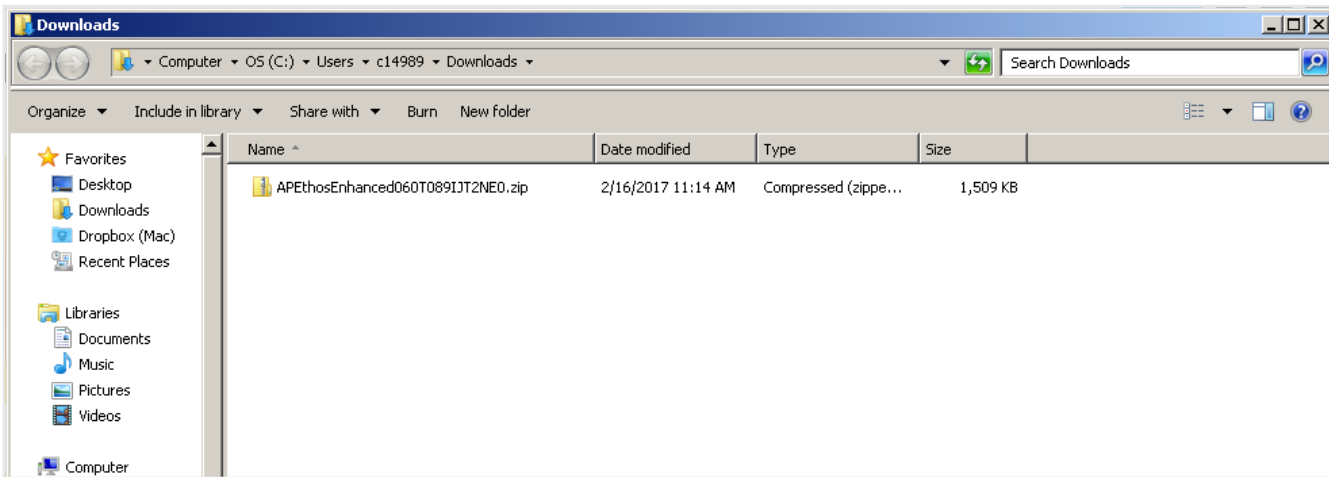 Downloads
Computer OS (C:) Users c14989 Downloads Search Downloads
Organize Include in library Share with Burn New folder
Favorites
Desktop
Downloads
Dropbox (Mac)
Recent Places
Libraries
Documents
Music
Pictures
Videos
Computer
Name Date modified Type Size
APEthosEnhanced060T089IJT2NE0.zip 2/16/2017 11:14 AM Compressed (zippe... 1,509 KB